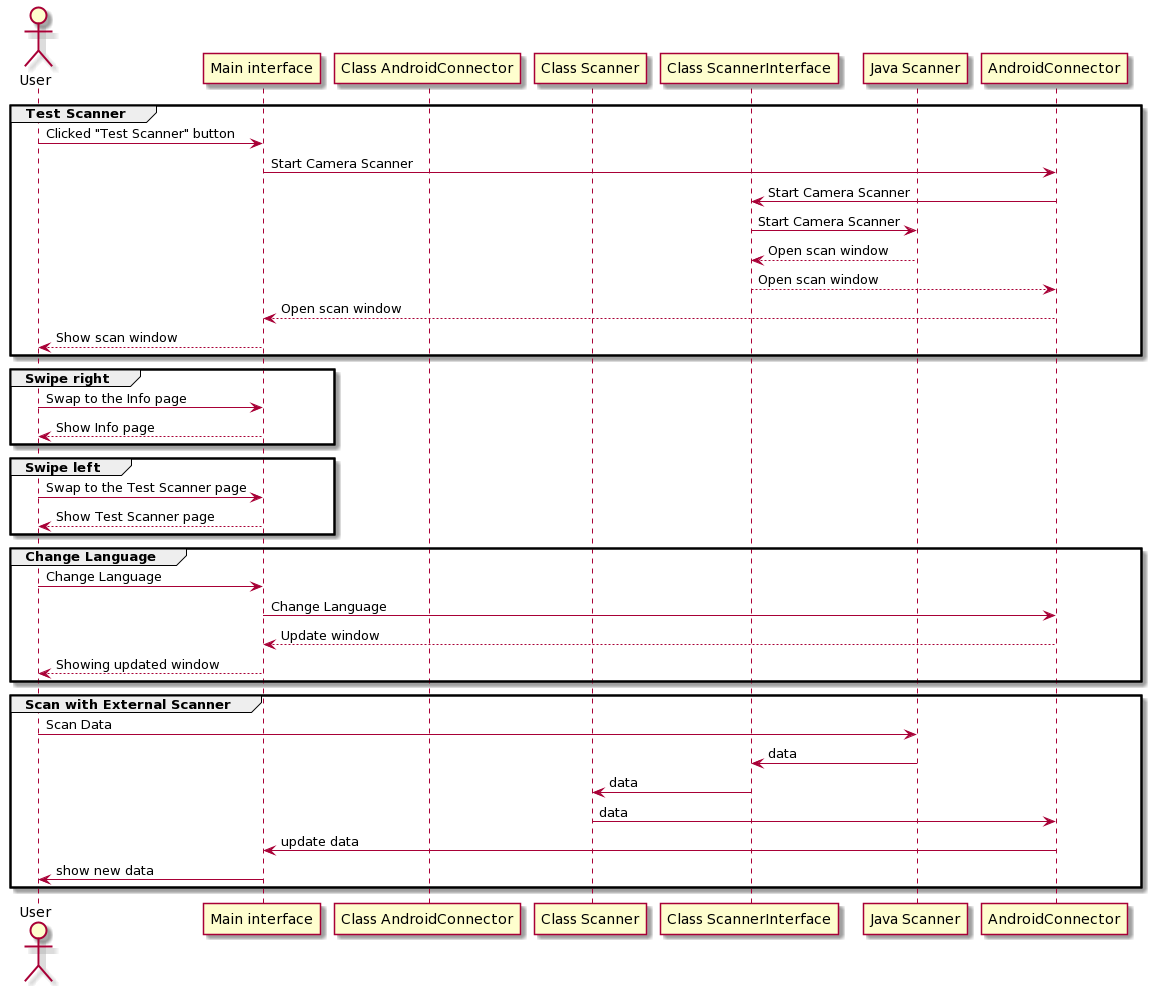 User
Main interface
Class AndroidConnector
Class Scanner
Class ScannerInterface
Java Scanner
AndroidConnector
Test Scanner
Clicked "Test Scanner" button
Start Camera Scanner
Start Camera Scanner
Start Camera Scanner
Open scan window
Open scan window
Open scan window
Show scan window
Swipe right
Swap to the Info page
Show Info page
Swipe left
Swap to the Test Scanner page
Show Test Scanner page
Change Language
Change Language
Change Language
Update window
Showing updated window
Scan with External Scanner
Scan Data
data
data
data
update data
show new data
User
Main interface
Class AndroidConnector
Class Scanner
Class ScannerInterface
Java Scanner
AndroidConnector